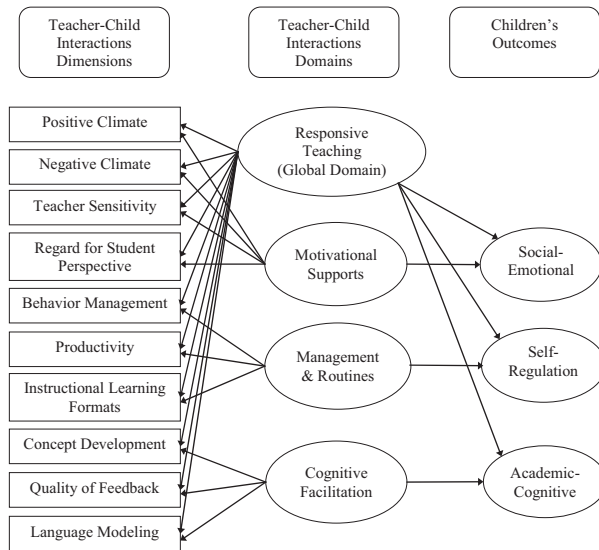 Teacher-Child
Interactions
Dimensions
Teacher-Child
Interactions
Domains
Children's
Outcomes
Positive Climate
Negative Climate
Teacher Sensitivity
Regard for Student
Perspective
Behavior Management
Productivity
Instructional Learning
Formats
Concept Development
Quality of Feedback
Language Modeling
Responsive
Teaching
(Global Domain)
Motivational
Supports
Management
& Routines
Cognitive
Facilitation
Social-
Emotional
Self-
Regulation
Academic-
Cognitive